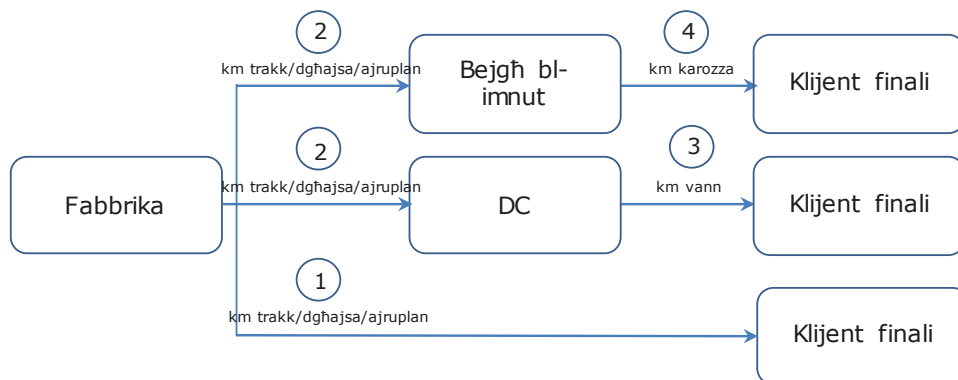 2
4
km trakk/dgħajsa/ajruplan
Bejgħ bl-
imnut
km karozza
Klijent finali
2
3
Fabbrika
km trakk/dgħajsa/ajruplan
DC
km vann
Klijent finali
1
km trakk/dgħajsa/ajruplan
Klijent finali